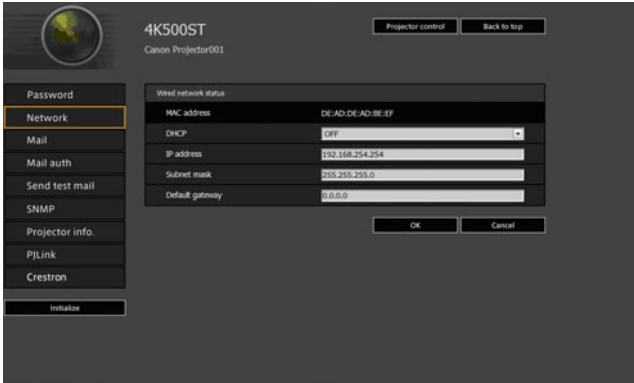 4K500ST
Projector control
Back to top
Canon Projector001
Password
Network
Mail
Mail auth
Send test mail
SNMP
Projector info.
PJLink
Crestron
Initialize
Wired network status
MAC address DE:AD:DE:AD:BE:EF
DHCP OFF
IP address 192.168.254.254
Subnet mask 255.255.255.0
Default gateway 0.0.0.0
OK
Cancel